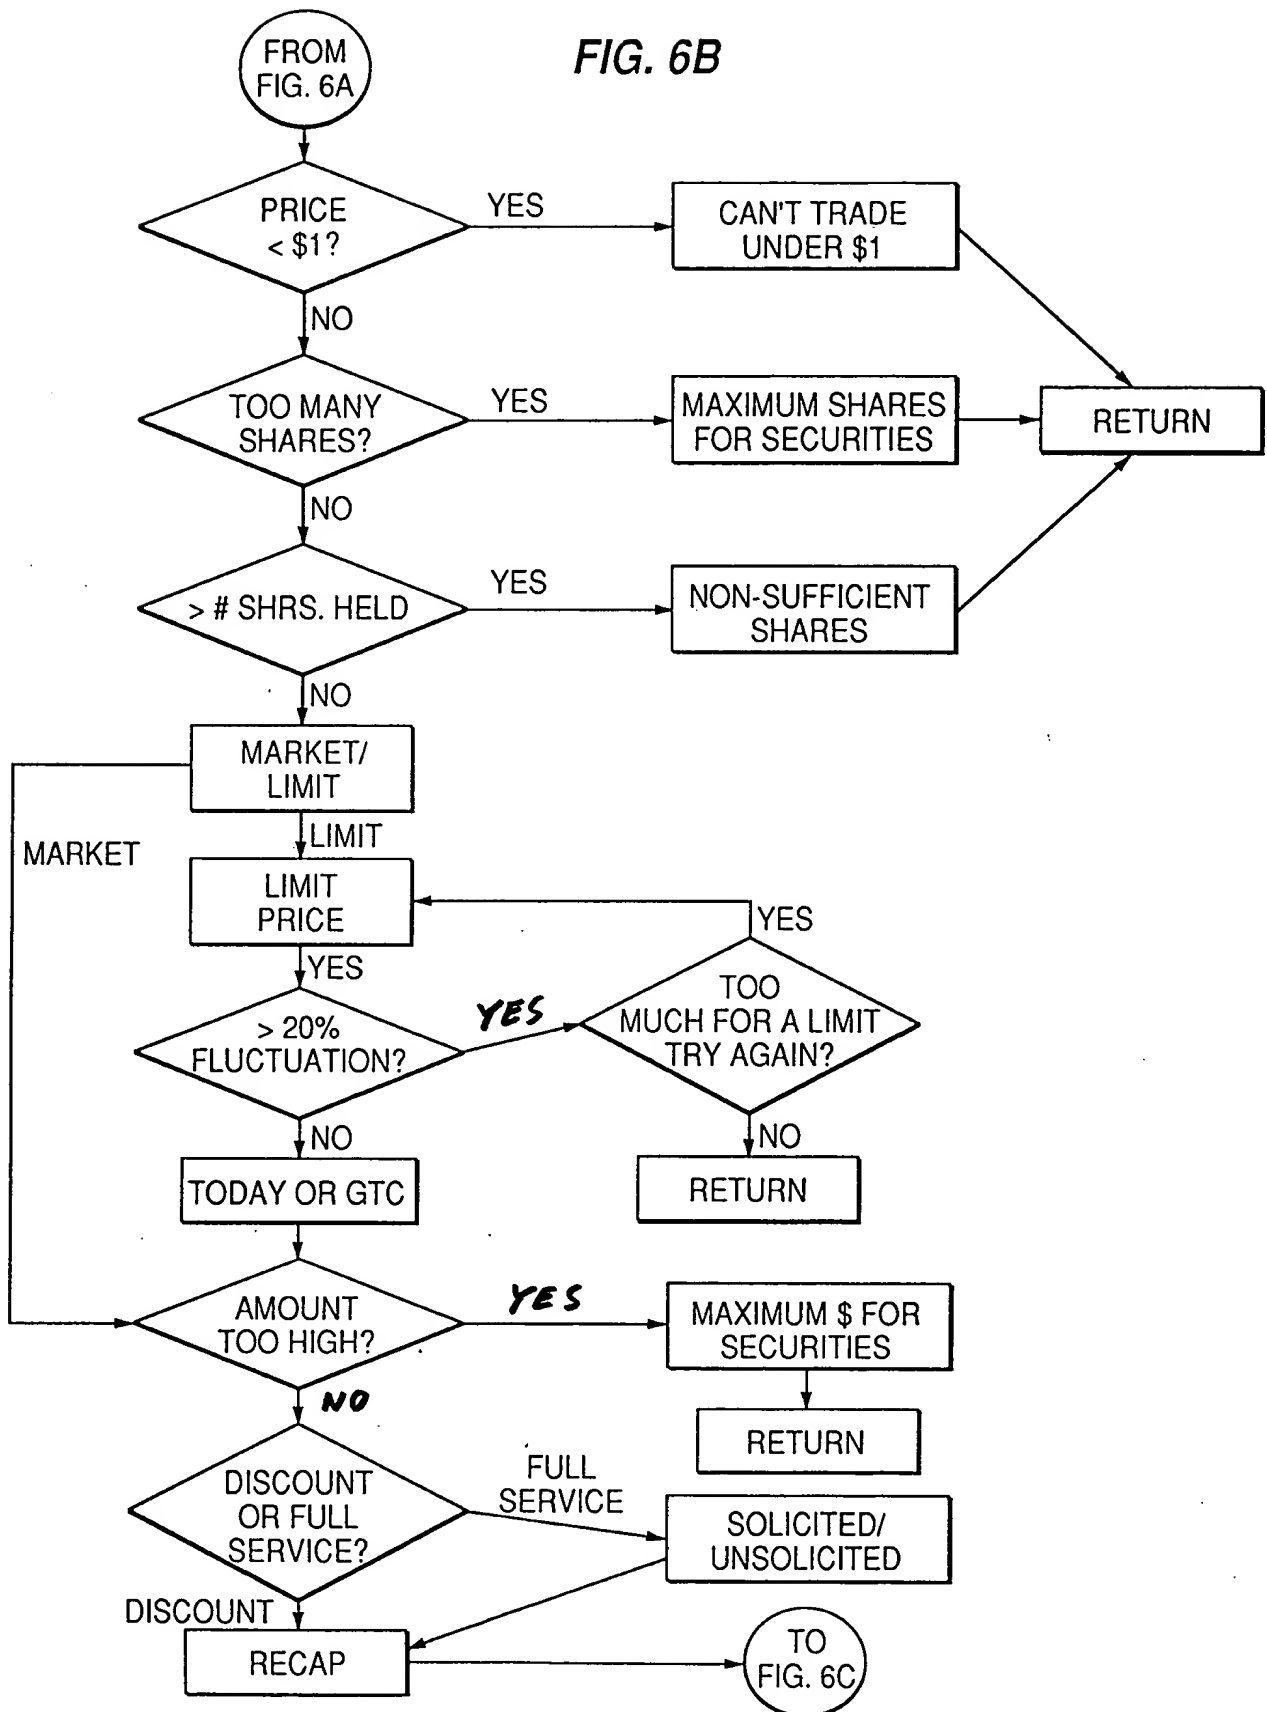 FROM
FIG. 6A
FIG. 6B
PRICE
< $1?
YES
CAN'T TRADE
UNDER $1
NO
TOO MANY
SHARES?
YES
MAXIMUM SHARES
FOR SECURITIES
RETURN
NO
> # SHRS. HELD
YES
NON-SUFFICIENT
SHARES
NO
MARKET/
LIMIT
MARKET
LIMIT
LIMIT
PRICE
YES
YES
> 20%
FLUCTUATION?
YES
TOO
MUCH FOR A LIMIT
TRY AGAIN?
NO
NO
TODAY OR GTC
RETURN
AMOUNT
TOO HIGH?
YES
MAXIMUM $ FOR
SECURITIES
NO
RETURN
DISCOUNT
OR FULL
SERVICE?
FULL
SERVICE
SOLICITED/
UNSOLICITED
DISCOUNT
RECAP
TO
FIG. 6C